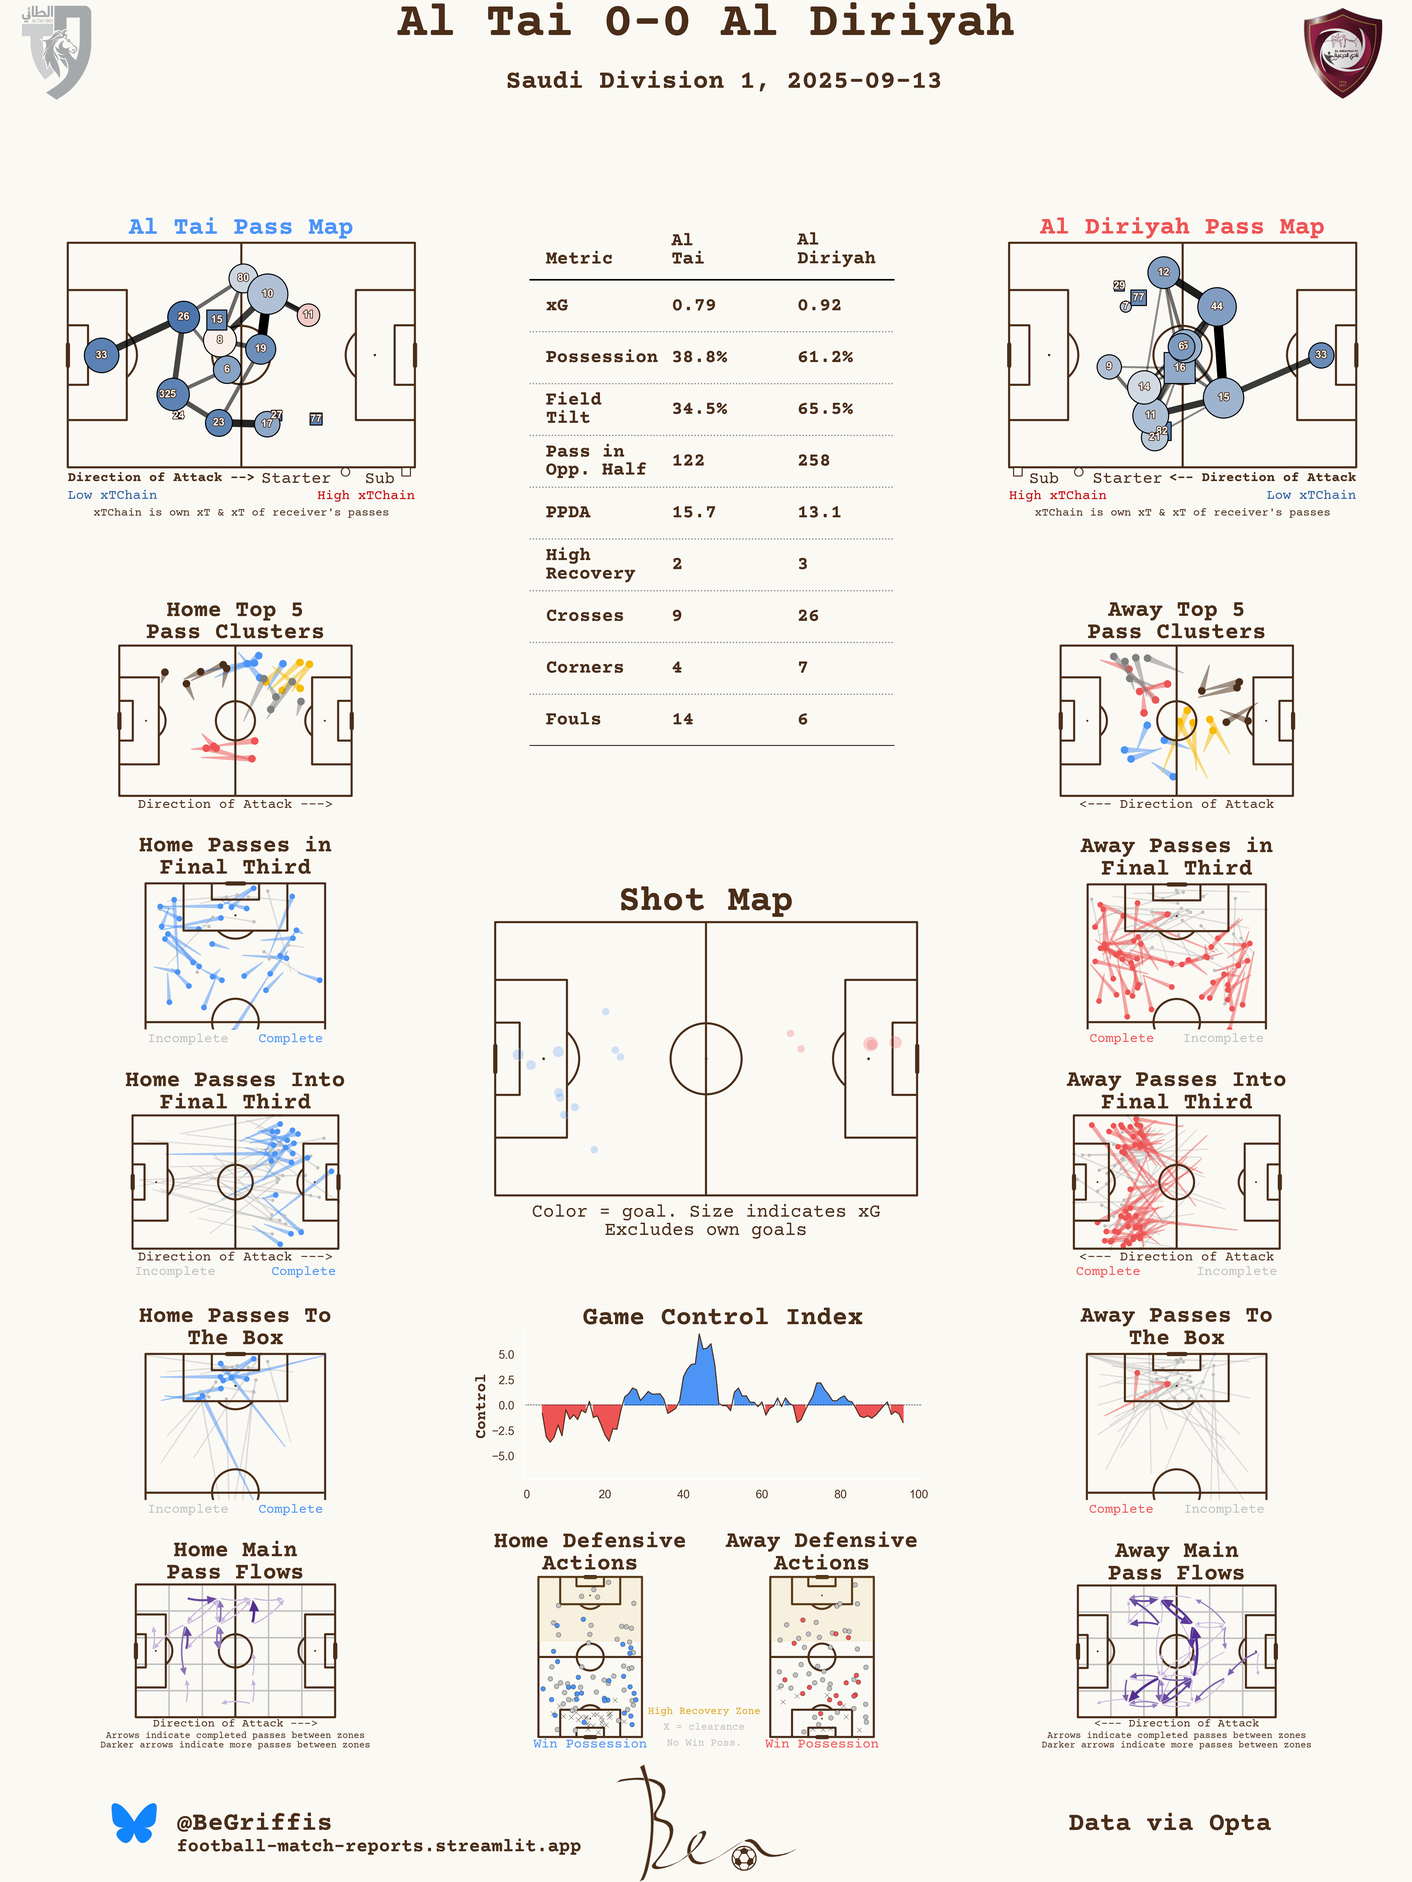 Al Tai 0-0 Al Diriyah
Saudi Division 1, 2025-09-13
الطائي
Al Tai Pass Map
80
10
11
26
15
8
19
33
6
325
24
23
17
27
77
Direction of Attack --> Starter Sub
Low xTChain High xTChain
xTChain is own xT & xT of receiver's passes
Metric Al Tai Al Diriyah
xG 0.79 0.92
Possession 38.8% 61.2%
Field Tilt 34.5% 65.5%
Pass in Opp. Half 122 258
PPDA 15.7 13.1
High Recovery 2 3
Crosses 9 26
Corners 4 7
Fouls 14 6
Al Diriyah Pass Map
12
29
77
7
44
33
9
16
14
15
11
82
21
Sub Starter <-- Direction of Attack
High xTChain Low xTChain
xTChain is own xT & xT of receiver's passes
Home Top 5
Pass Clusters
Direction of Attack --->
Away Top 5
Pass Clusters
<--- Direction of Attack
Home Passes in
Final Third
Incomplete Complete
Away Passes in
Final Third
Complete Incomplete
Shot Map
Color = goal. Size indicates xG
Excludes own goals
Home Passes Into
Final Third
Direction of Attack --->
Incomplete Complete
Away Passes Into
Final Third
<--- Direction of Attack
Complete Incomplete
Home Passes To
The Box
Incomplete Complete
Game Control Index
Control
5.0
2.5
0.0
−2.5
−5.0
0 20 40 60 80 100
Away Passes To
The Box
Complete Incomplete
Home Main
Pass Flows
Direction of Attack --->
Arrows indicate completed passes between zones
Darker arrows indicate more passes between zones
Home Defensive
Actions
Win Possession
Away Defensive
Actions
Win Possession
High Recovery Zone
X = clearance
No Win Poss.
Away Main
Pass Flows
<--- Direction of Attack
Arrows indicate completed passes between zones
Darker arrows indicate more passes between zones
@BeGriffis
football-match-reports.streamlit.app
Ben
Data via Opta